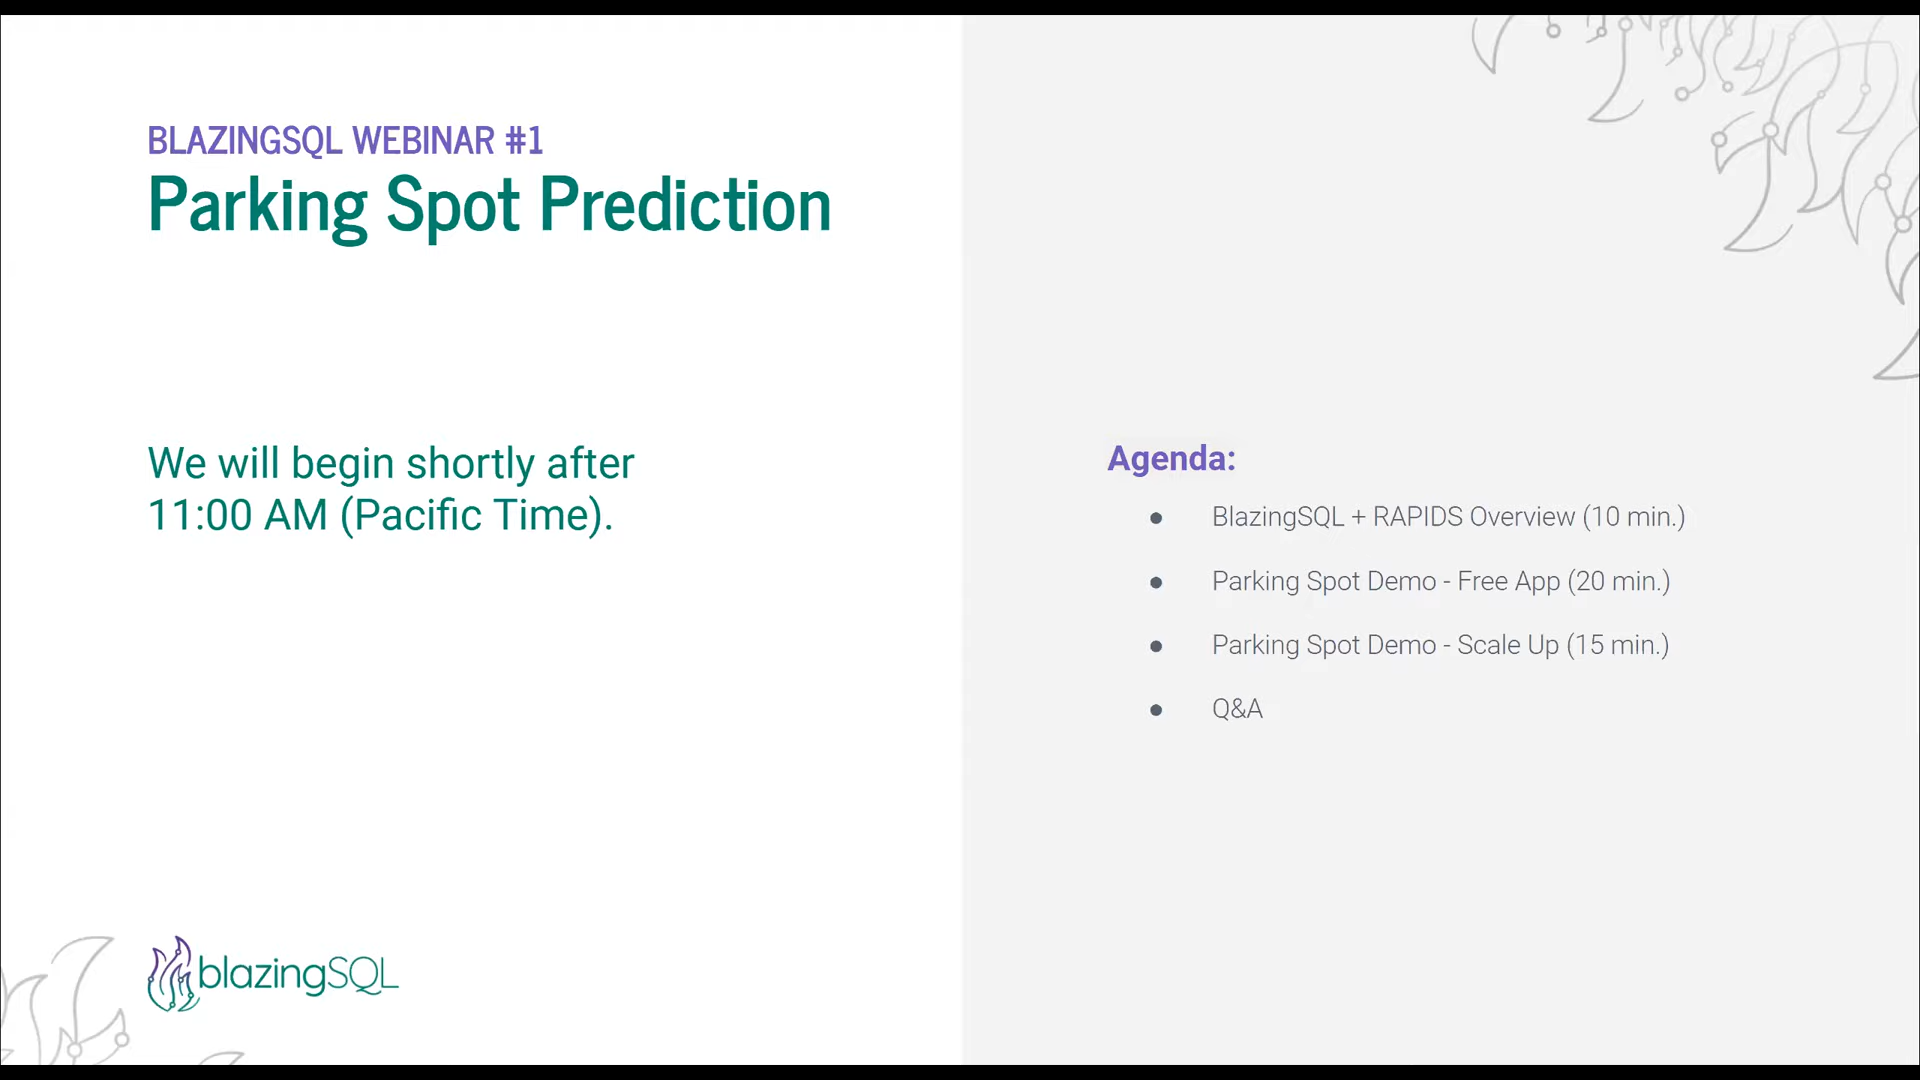 BLAZINGSQL WEBINAR #1
Parking Spot Prediction
We will begin shortly after
11:00 AM (Pacific Time).
Agenda:
● BlazingSQL + RAPIDS Overview (10 min.)
● Parking Spot Demo - Free App (20 min.)
● Parking Spot Demo - Scale Up (15 min.)
● Q&A
blazingSQL